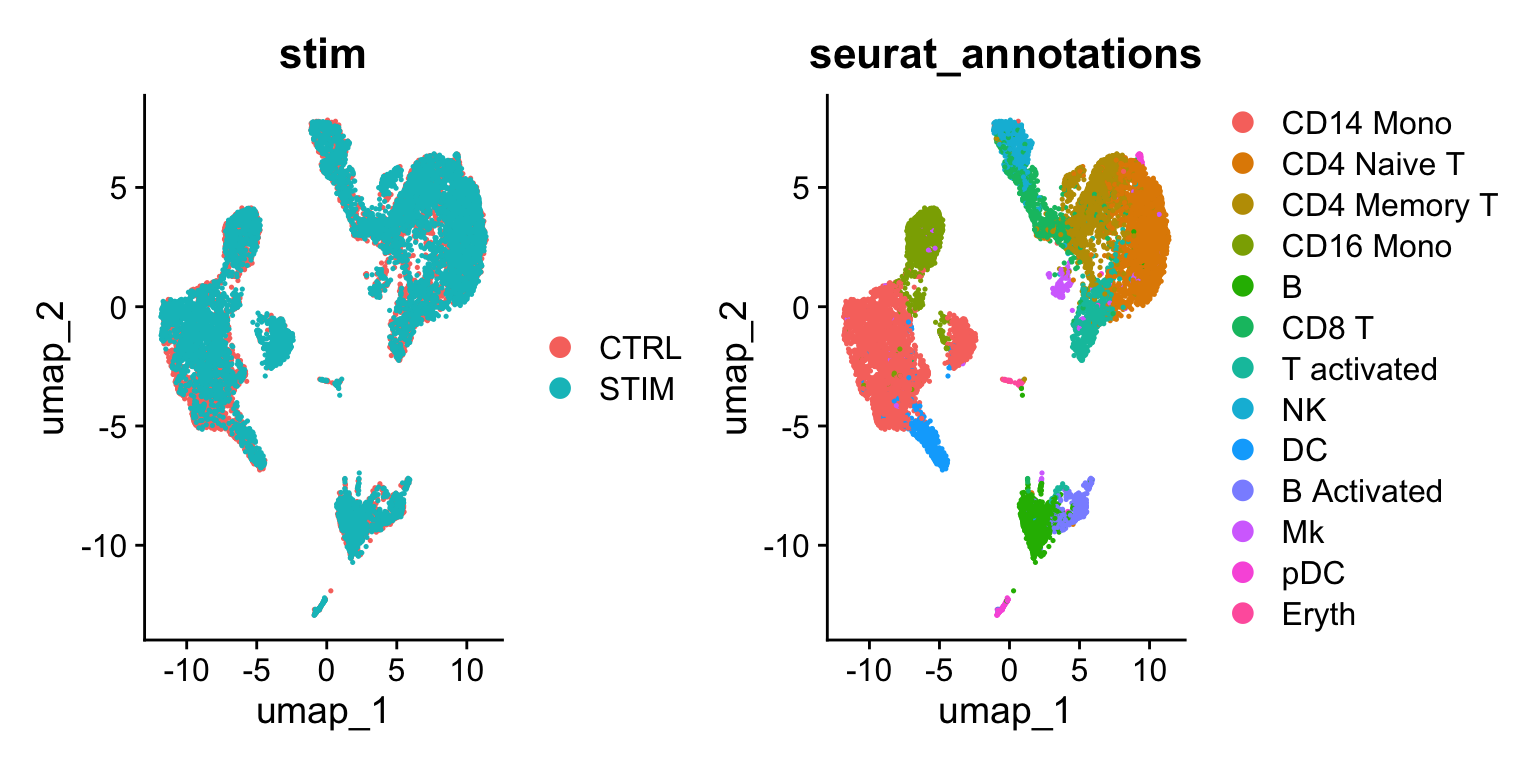 stim
umap_2
5
0
-5
-10
-10 -5 0 5 10
umap_1
CTRL
STIM
seurat_annotations
umap_2
5
0
-5
-10
-10 -5 0 5 10
umap_1
CD14 Mono
CD4 Naive T
CD4 Memory T
CD16 Mono
B
CD8 T
T activated
NK
DC
B Activated
Mk
pDC
Eryth